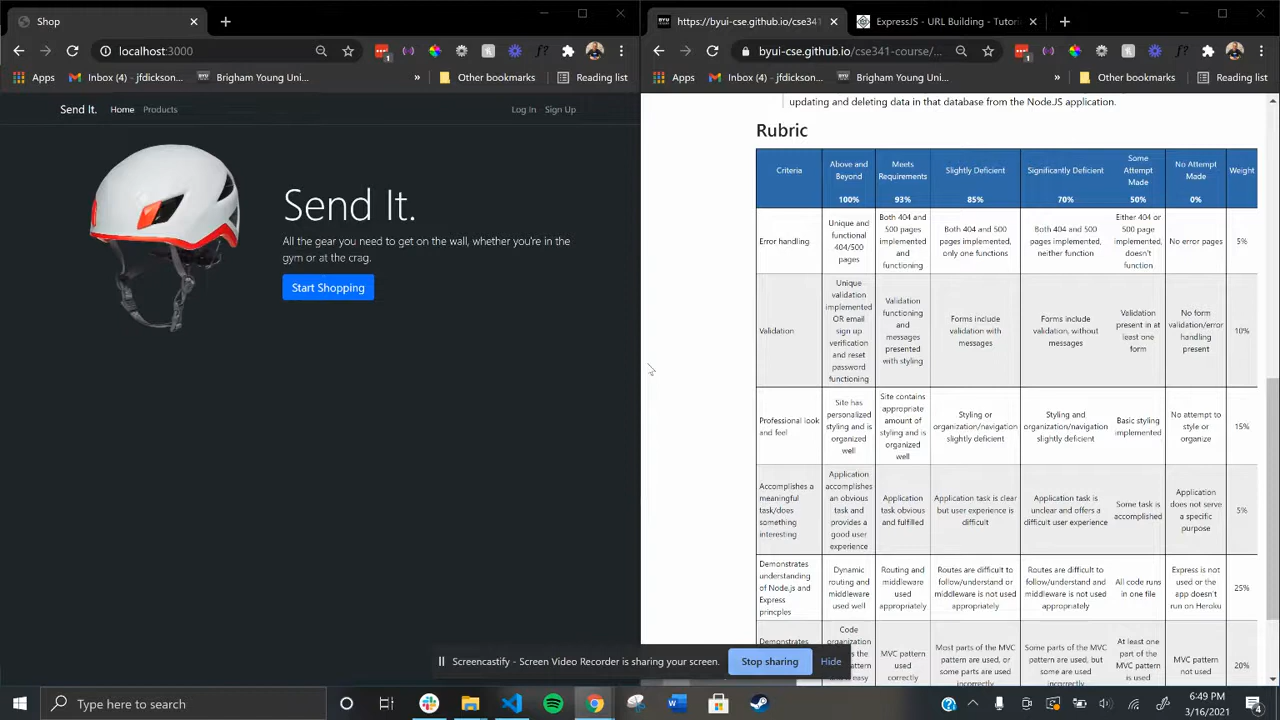 Shop
localhost:3000
Apps
Inbox (4) - jfdickson...
BYU
Brigham Young Uni...
»
Other bookmarks
Reading list
Send It.
Home
Products
Log In
Sign Up
Send It.
All the gear you need to get on the wall, whether you're in the
gym or at the crag.
Start Shopping
https://byui-cse.github.io/cse341
ExpressJS - URL Building - Tutori
byui-cse.github.io/cse341-course/...
Apps
Inbox (4) - jfdickson...
BYU
Brigham Young Uni...
»
Other bookmarks
Reading list
updating and deleting data in that database from the NodeJS application.
Rubric
Criteria
Above and
Beyond
100%
Meets
Requirements
93%
Slightly Deficient
85%
Significantly Deficient
70%
Some
Attempt
Made
50%
No Attempt
Made
0%
Weight
Error handling
Unique and
functional
404/500
pages
Both 404 and
500 pages
implemented
and
functioning
Both 404 and 500
pages implemented,
only one functions
Both 404 and 500
pages implemented,
neither function
Either 404 or
500 page
implemented,
doesn't
function
No error pages
5%
Validation
Unique
validation
implemented
OR email
sign up
verification
and reset
password
functioning
Validation
functioning
and
messages
presented
with styling
Forms include
validation with
messages
Forms include
validation, without
messages
Validation
present in at
least one
form
No form
validation/error
handling
present
10%
Professional look
and feel
Site has
personalized
styling and is
organized
well
Site contains
appropriate
amount of
styling and is
organized
well
Styling or
organization/navigation
slightly deficient
Styling and
organization/navigation
slightly deficient
Basic styling
implemented
No attempt to
style or
organize
15%
Accomplishes a
meaningful
task/does
something
interesting
Application
accomplishes
an obvious
task and
provides a
good user
experience
Application
task obvious
and fulfilled
Application task is clear
but user experience is
difficult
Application task is
unclear and offers a
difficult user experience
Some task is
accomplished
Application
does not serve
a specific
purpose
5%
Demonstrates
understanding
of Node.js and
Express
princples
Dynamic
routing and
middleware
used well
Routing and
middleware
used
appropriately
Routes are difficult to
follow/understand or
middleware is not used
appropriately
Routes are difficult to
follow/understand and
middleware is not used
appropriately
All code runs
in one file
Express is not
used or the
app doesn't
run on Heroku
25%
Code
MVC pattern
used
correctly
Most parts of the MVC
pattern are used, or
some parts are used
incorrectly
Some parts of the MVC
pattern are used, but
some are used
incorrectly
At least one
part of the
MVC pattern
is used
MVC pattern
not used
20%
Screencastify - Screen Video Recorder is sharing your screen.
Stop sharing
Hide
Type here to search
6:49 PM
3/16/2021
4